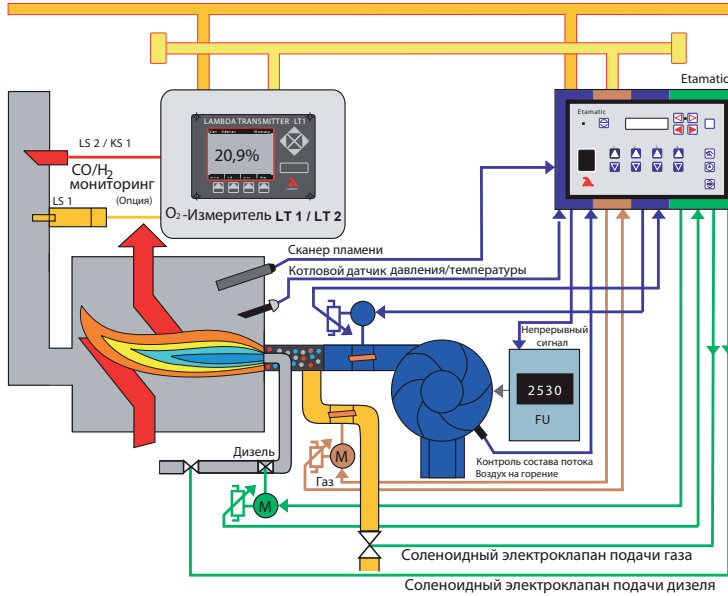 Etamatic
Etamatic
LAMBDA TRANSMITTER LT1
20,9%
LS 2 / KS 1
CO/H2
мониторинг
(Опция)
LS 1
O2-Измеритель LT 1 / LT 2
Сканер пламени
Котловой датчик давления/температуры
Непрерывный
сигнал
2530
FU
Дизель
M
Газ
M
Контроль состава потока
Воздух на горение
Соленоидный электроклапан подачи газа
Соленоидный электроклапан подачи дизеля